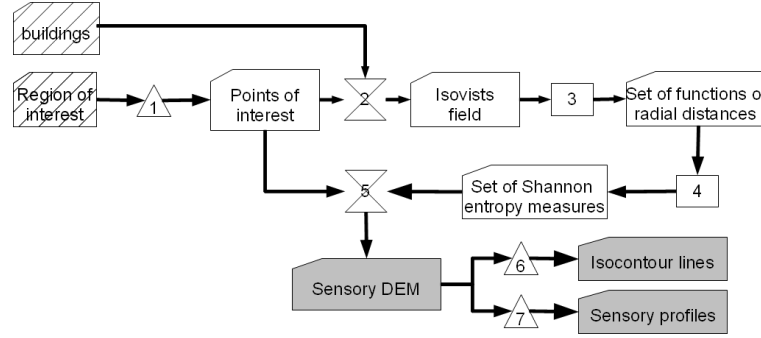 buildings
Region of
interest
1
Points of
interest
2
Isovists
field
3
Set of functions o
radial distances
5
Set of Shannon
entropy measures
4
Sensory DEM
6
Isocontour lines
7
Sensory profiles